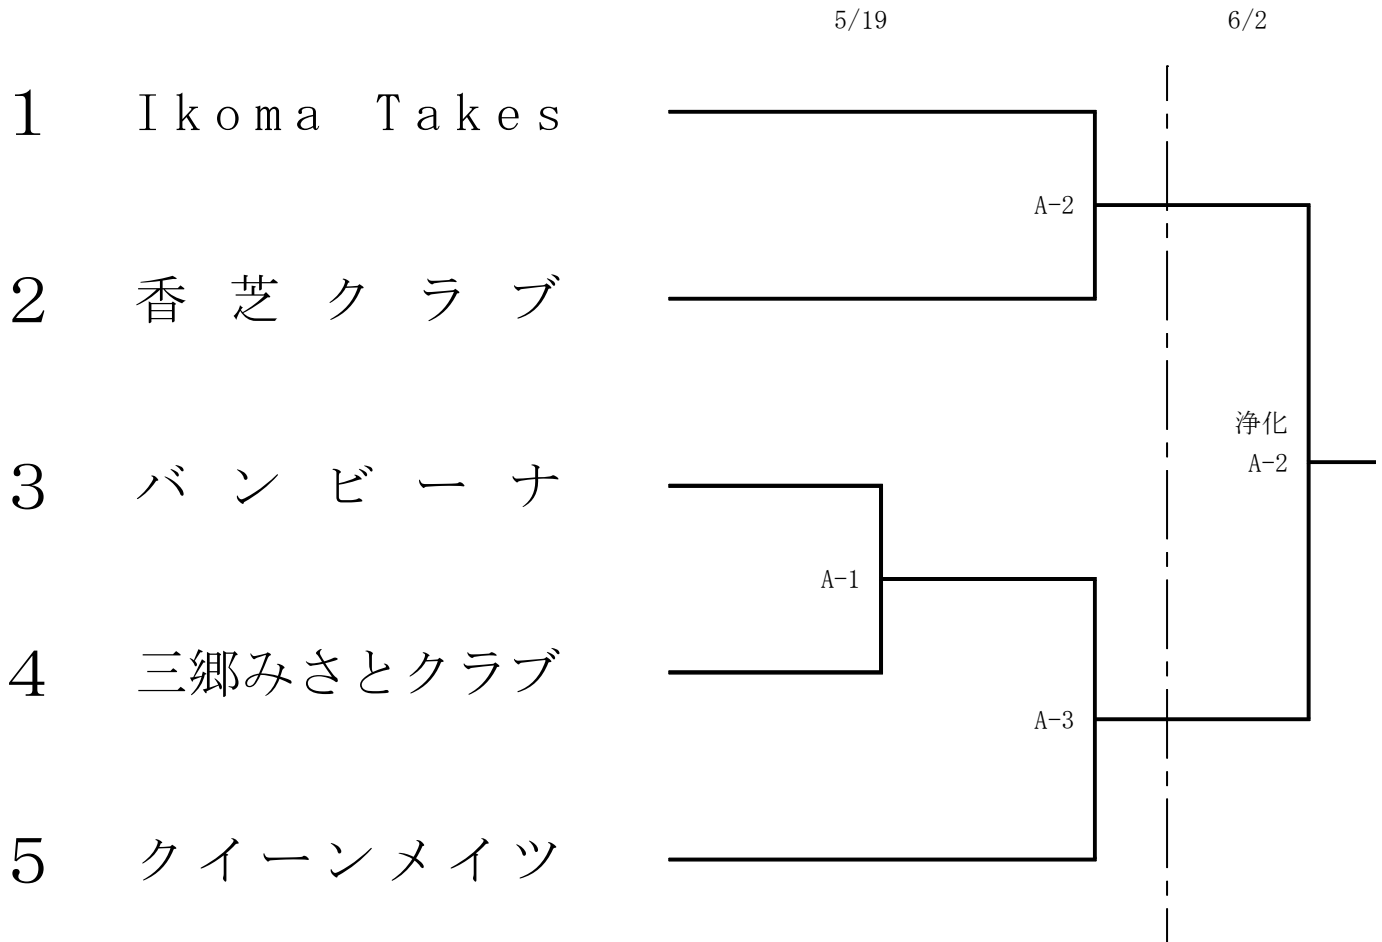 5/19 6/2
1 Ikoma Takes
A-2
2 香芝クラブ
浄化
A-2
3 バンビーナ
A-1
4 三郷みさとクラブ
A-3
5 クイーンメイツ